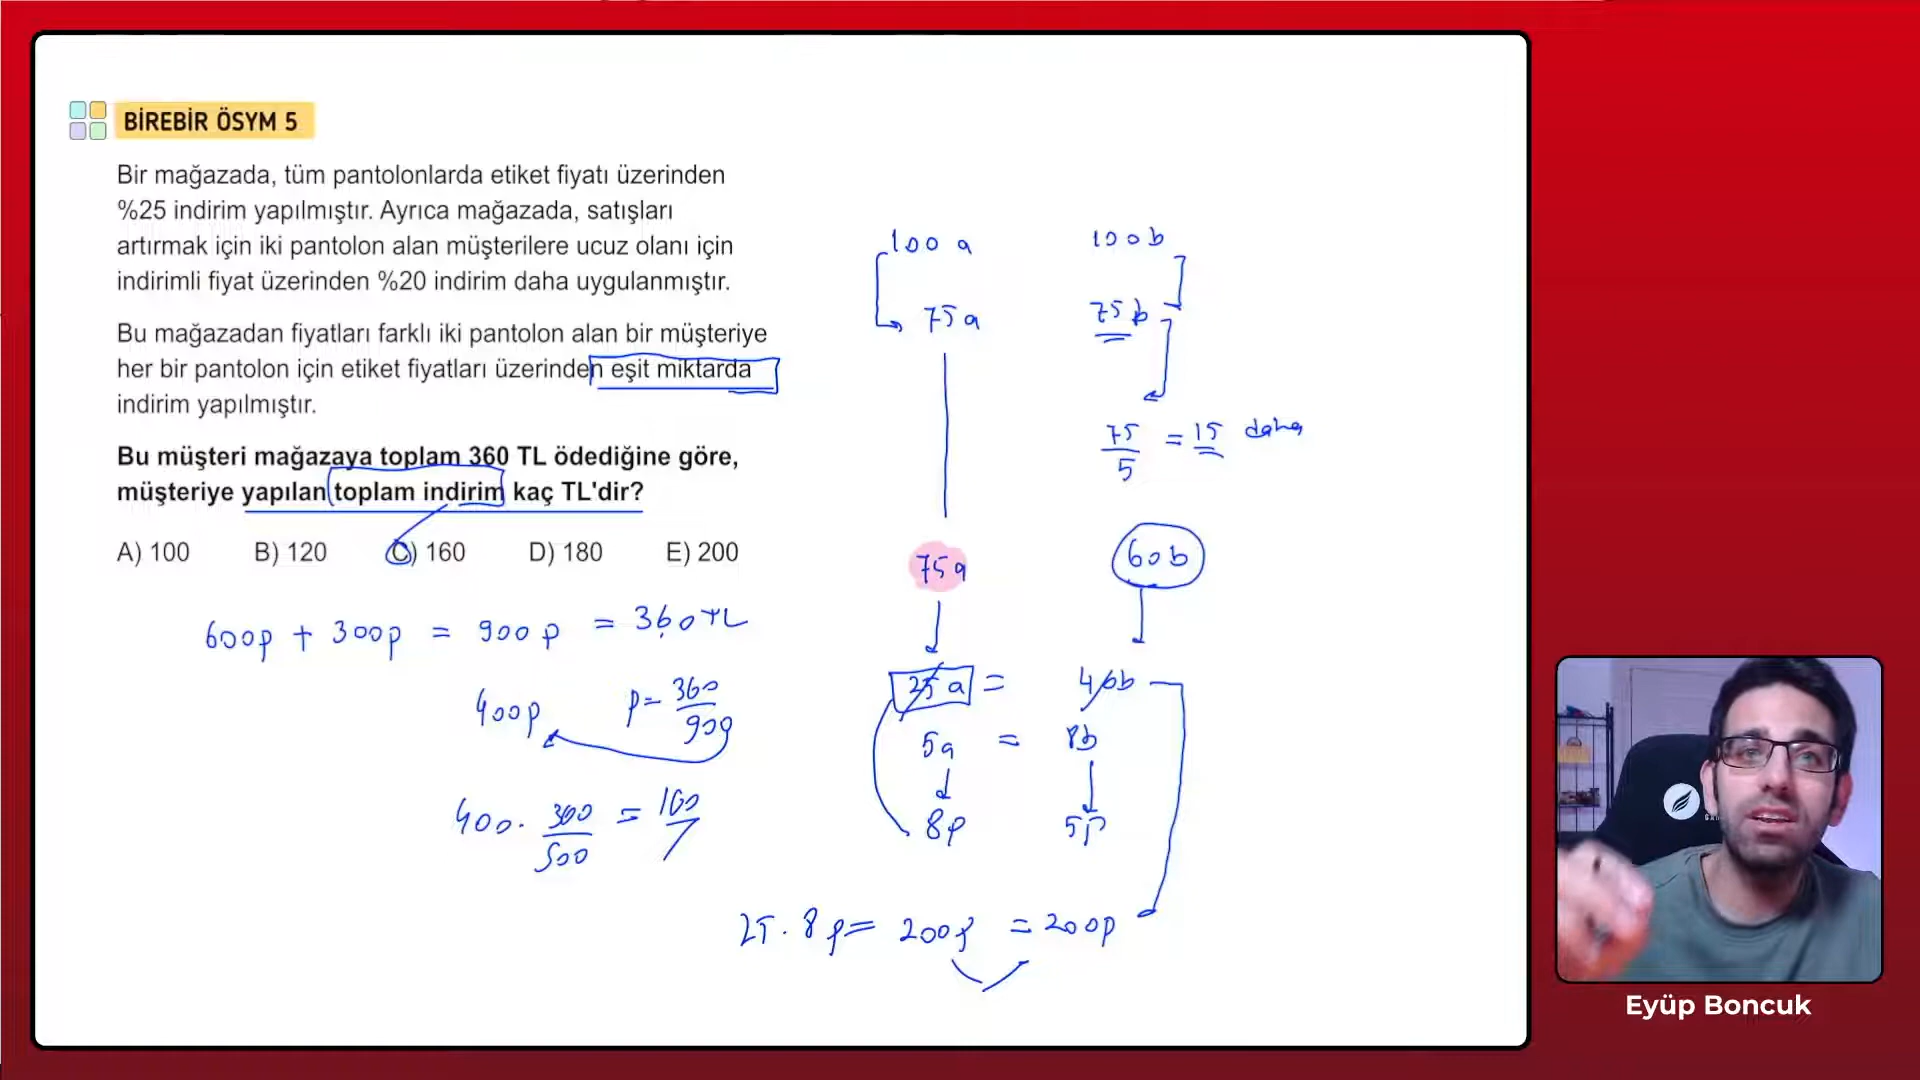 BİREBİR ÖSYM 5
Bir mağazada, tüm pantolonlarda etiket fiyatı üzerinden
%25 indirim yapılmıştır. Ayrıca mağazada, satışları
artırmak için iki pantolon alan müşterilere ucuz olanı için
indirimli fiyat üzerinden %20 indirim daha uygulanmıştır.
Bu mağazadan fiyatları farklı iki pantolon alan bir müşteriye
her bir pantolon için etiket fiyatları üzerinden eşit miktarda
indirim yapılmıştır.
Bu müşteri mağazaya toplam 360 TL ödediğine göre,
müşteriye yapılan toplam indirim kaç TL'dir?
A) 100 B) 120 C) 160 D) 180 E) 200
600p + 300p = 900p = 360 TL
400p p = 360/900
400 . 360/900 = 160
100a 100b
75a 75b
75/5 = 15 daha
75a 60b
25a = 40b
5a = 8b
8p 5p
25 . 8p = 200p = 200p
Eyüp Boncuk